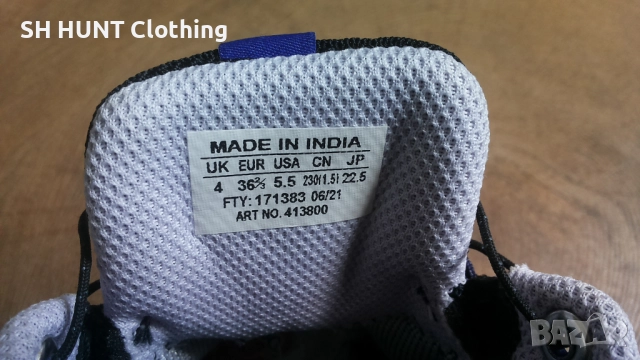 SH HUNT Clothing
MADE IN INDIA
UK EUR USA CN JP
4 36⅔ 5.5 230(1.5) 22.5
FTY: 171383 06/21
ART NO. 413800
BAZAR